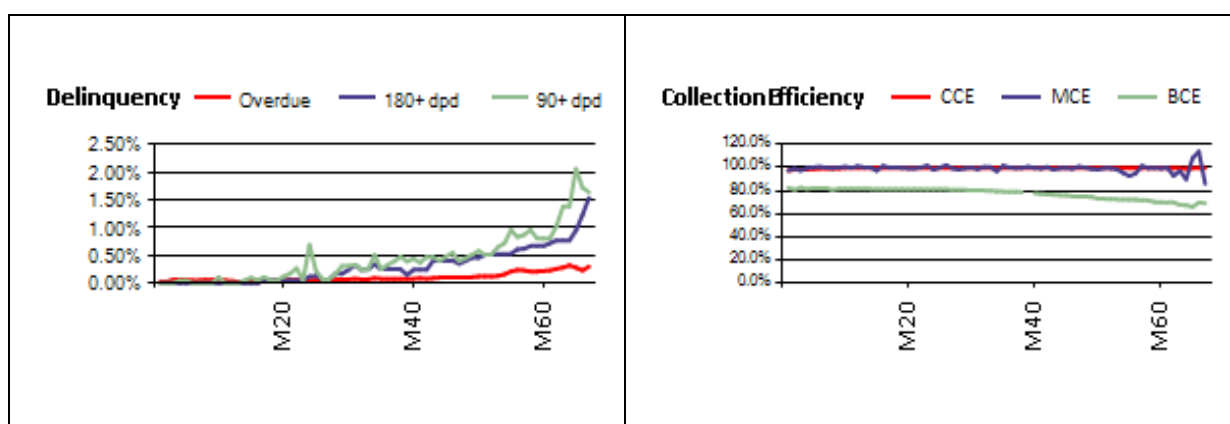 Delinquency Overdue 180+ dpd 90+ dpd
2.50%
2.00%
1.50%
1.00%
0.50%
0.00%
M20
M40
M60
CollectionEfficiency CCE MCE BCE
120.0%
100.0%
80.0%
60.0%
40.0%
20.0%
0.0%
M20
M40
M60